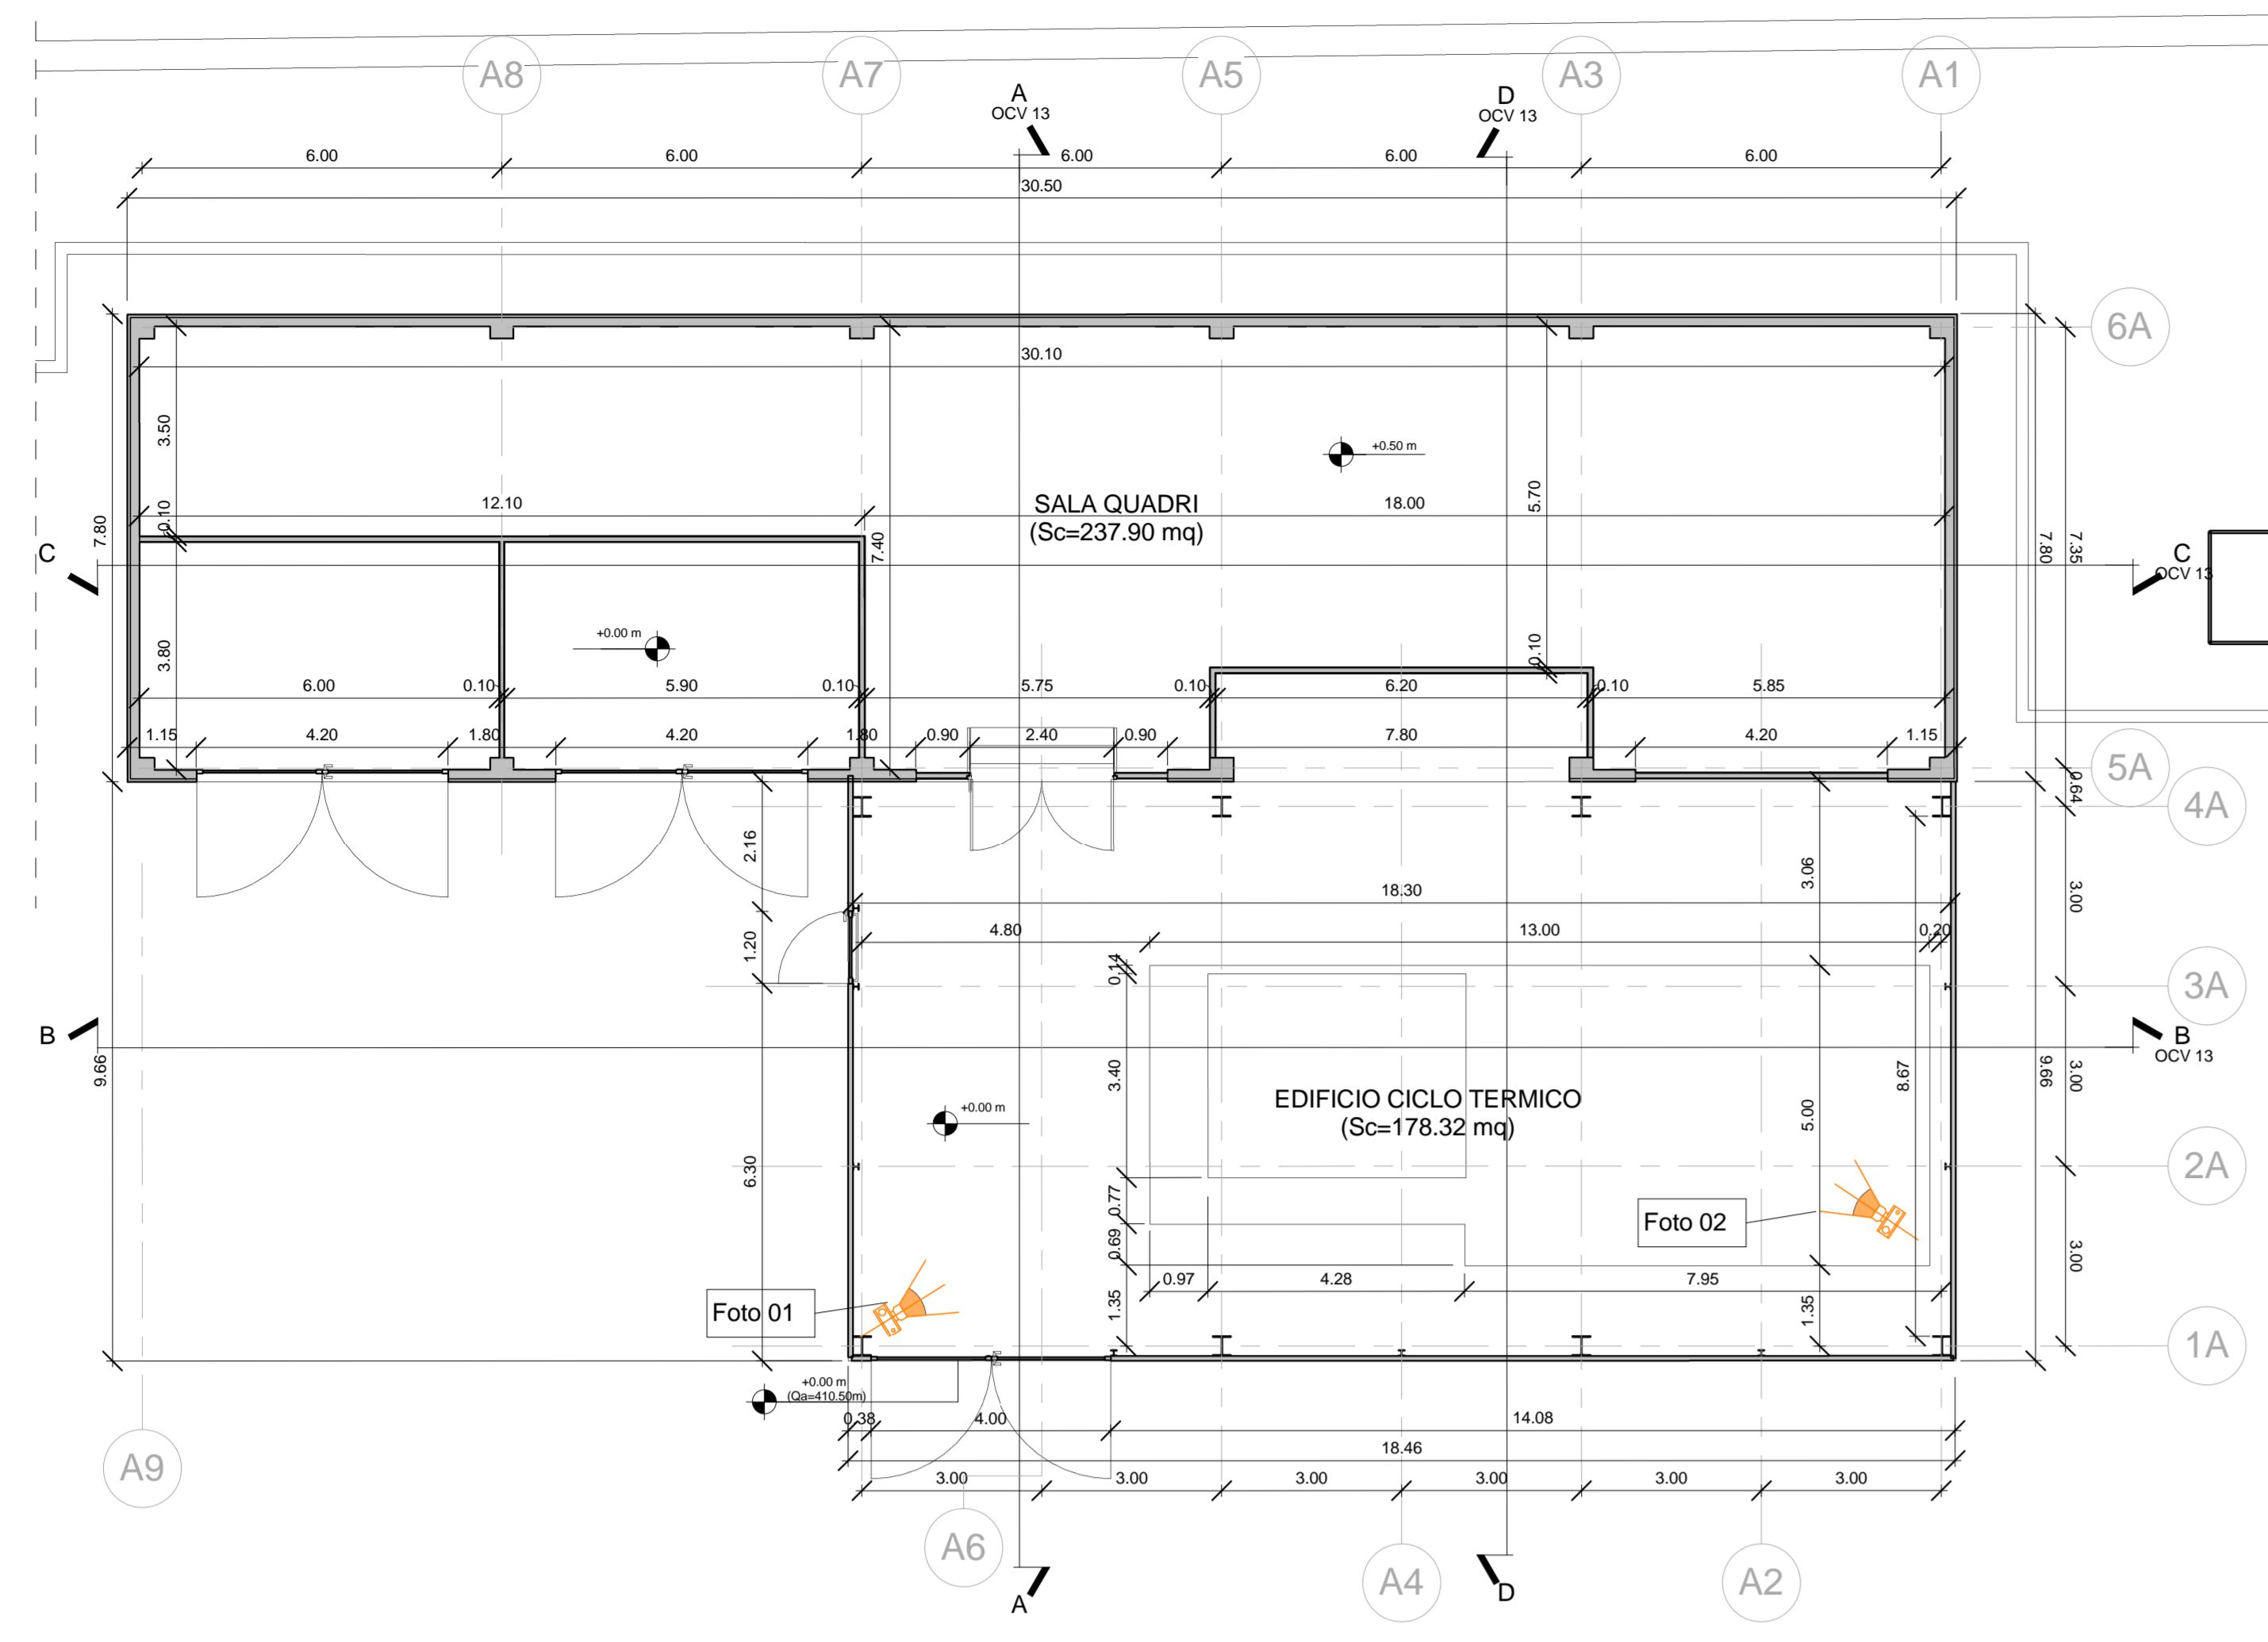 A8
A7
A5
A3
A1
A
OCV 13
D
OCV 13
6.00
6.00
6.00
6.00
6.00
30.50
6A
30.10
3.50
+0.50 m
SALA QUADRI
(Sc=237.90 mq)
12.10
18.00
5.70
0.10
7.80
7.40
7.80
7.35
C
C
OCV 13
+0.00 m
3.80
0.10
6.00
0.10
5.90
0.10
5.75
0.10
6.20
0.10
5.85
1.15
4.20
1.80
4.20
1.80
0.90
2.40
0.90
7.80
4.20
1.15
5A
0.64
4A
2.16
3.06
3.00
18.30
4.80
13.00
0.20
1.20
0.14
3A
B
B
OCV 13
9.66
3.40
8.67
9.66
3.00
EDIFICIO CICLO TERMICO
(Sc=178.32 mq)
+0.00 m
5.00
6.30
2A
0.77
Foto 02
0.69
3.00
0.97
4.28
7.95
Foto 01
1.35
1.35
1A
+0.00 m
(Qa=410.50m)
0.38
4.00
14.08
18.46
3.00
3.00
3.00
3.00
3.00
3.00
A9
A6
A4
A2
A
D